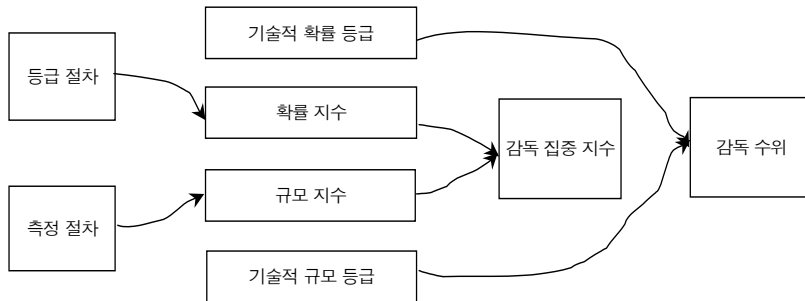 기술적 확률 등급
등급 절차
확률 지수
감독 집중 지수
감독 수위
규모 지수
측정 절차
기술적 규모 등급